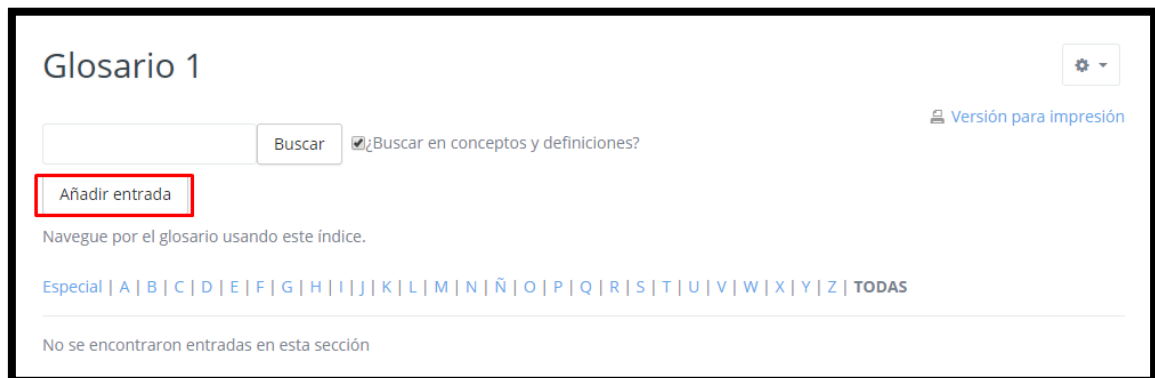 Glosario 1
Versión para impresión
Buscar ¿Buscar en conceptos y definiciones?
Añadir entrada
Navegue por el glosario usando este índice.
Especial | A | B | C | D | E | F | G | H | I | J | K | L | M | N | Ñ | O | P | Q | R | S | T | U | V | W | X | Y | Z | TODAS
No se encontraron entradas en esta sección